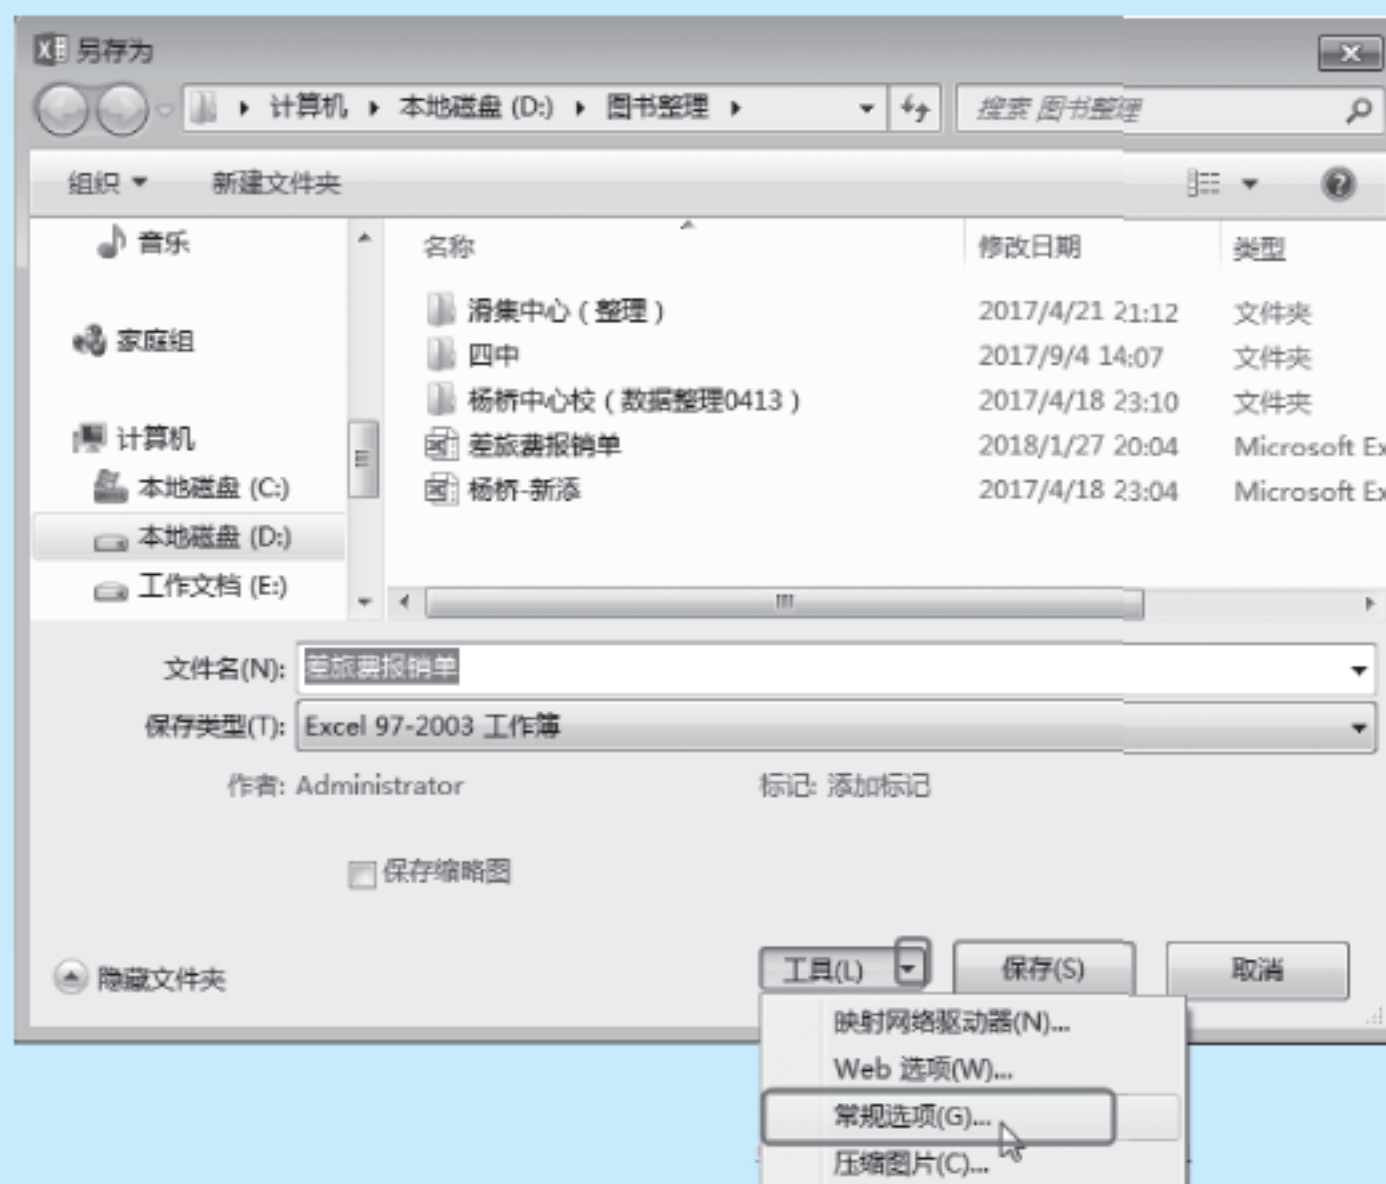 另存为
计算机 本地磁盘 (D:) 图书整理 搜索 图书整理
组织 新建文件夹
音乐
家庭组
计算机
本地磁盘 (C:)
本地磁盘 (D:)
工作文档 (E:)
名称 修改日期 类型
滑集中心（整理） 2017/4/21 21:12 文件夹
四中 2017/9/4 14:07 文件夹
杨桥中心校（数据整理0413） 2017/4/18 23:10 文件夹
差旅费报销单 2018/1/27 20:04 Microsoft Ex
杨桥-新添 2017/4/18 23:04 Microsoft Ex
文件名(N): 差旅费报销单
保存类型(T): Excel 97-2003 工作簿
作者: Administrator 标记: 添加标记
保存缩略图
隐藏文件夹 工具(L) 保存(S) 取消
映射网络驱动器(N)...
Web 选项(W)...
常规选项(G)...
压缩图片(C)...